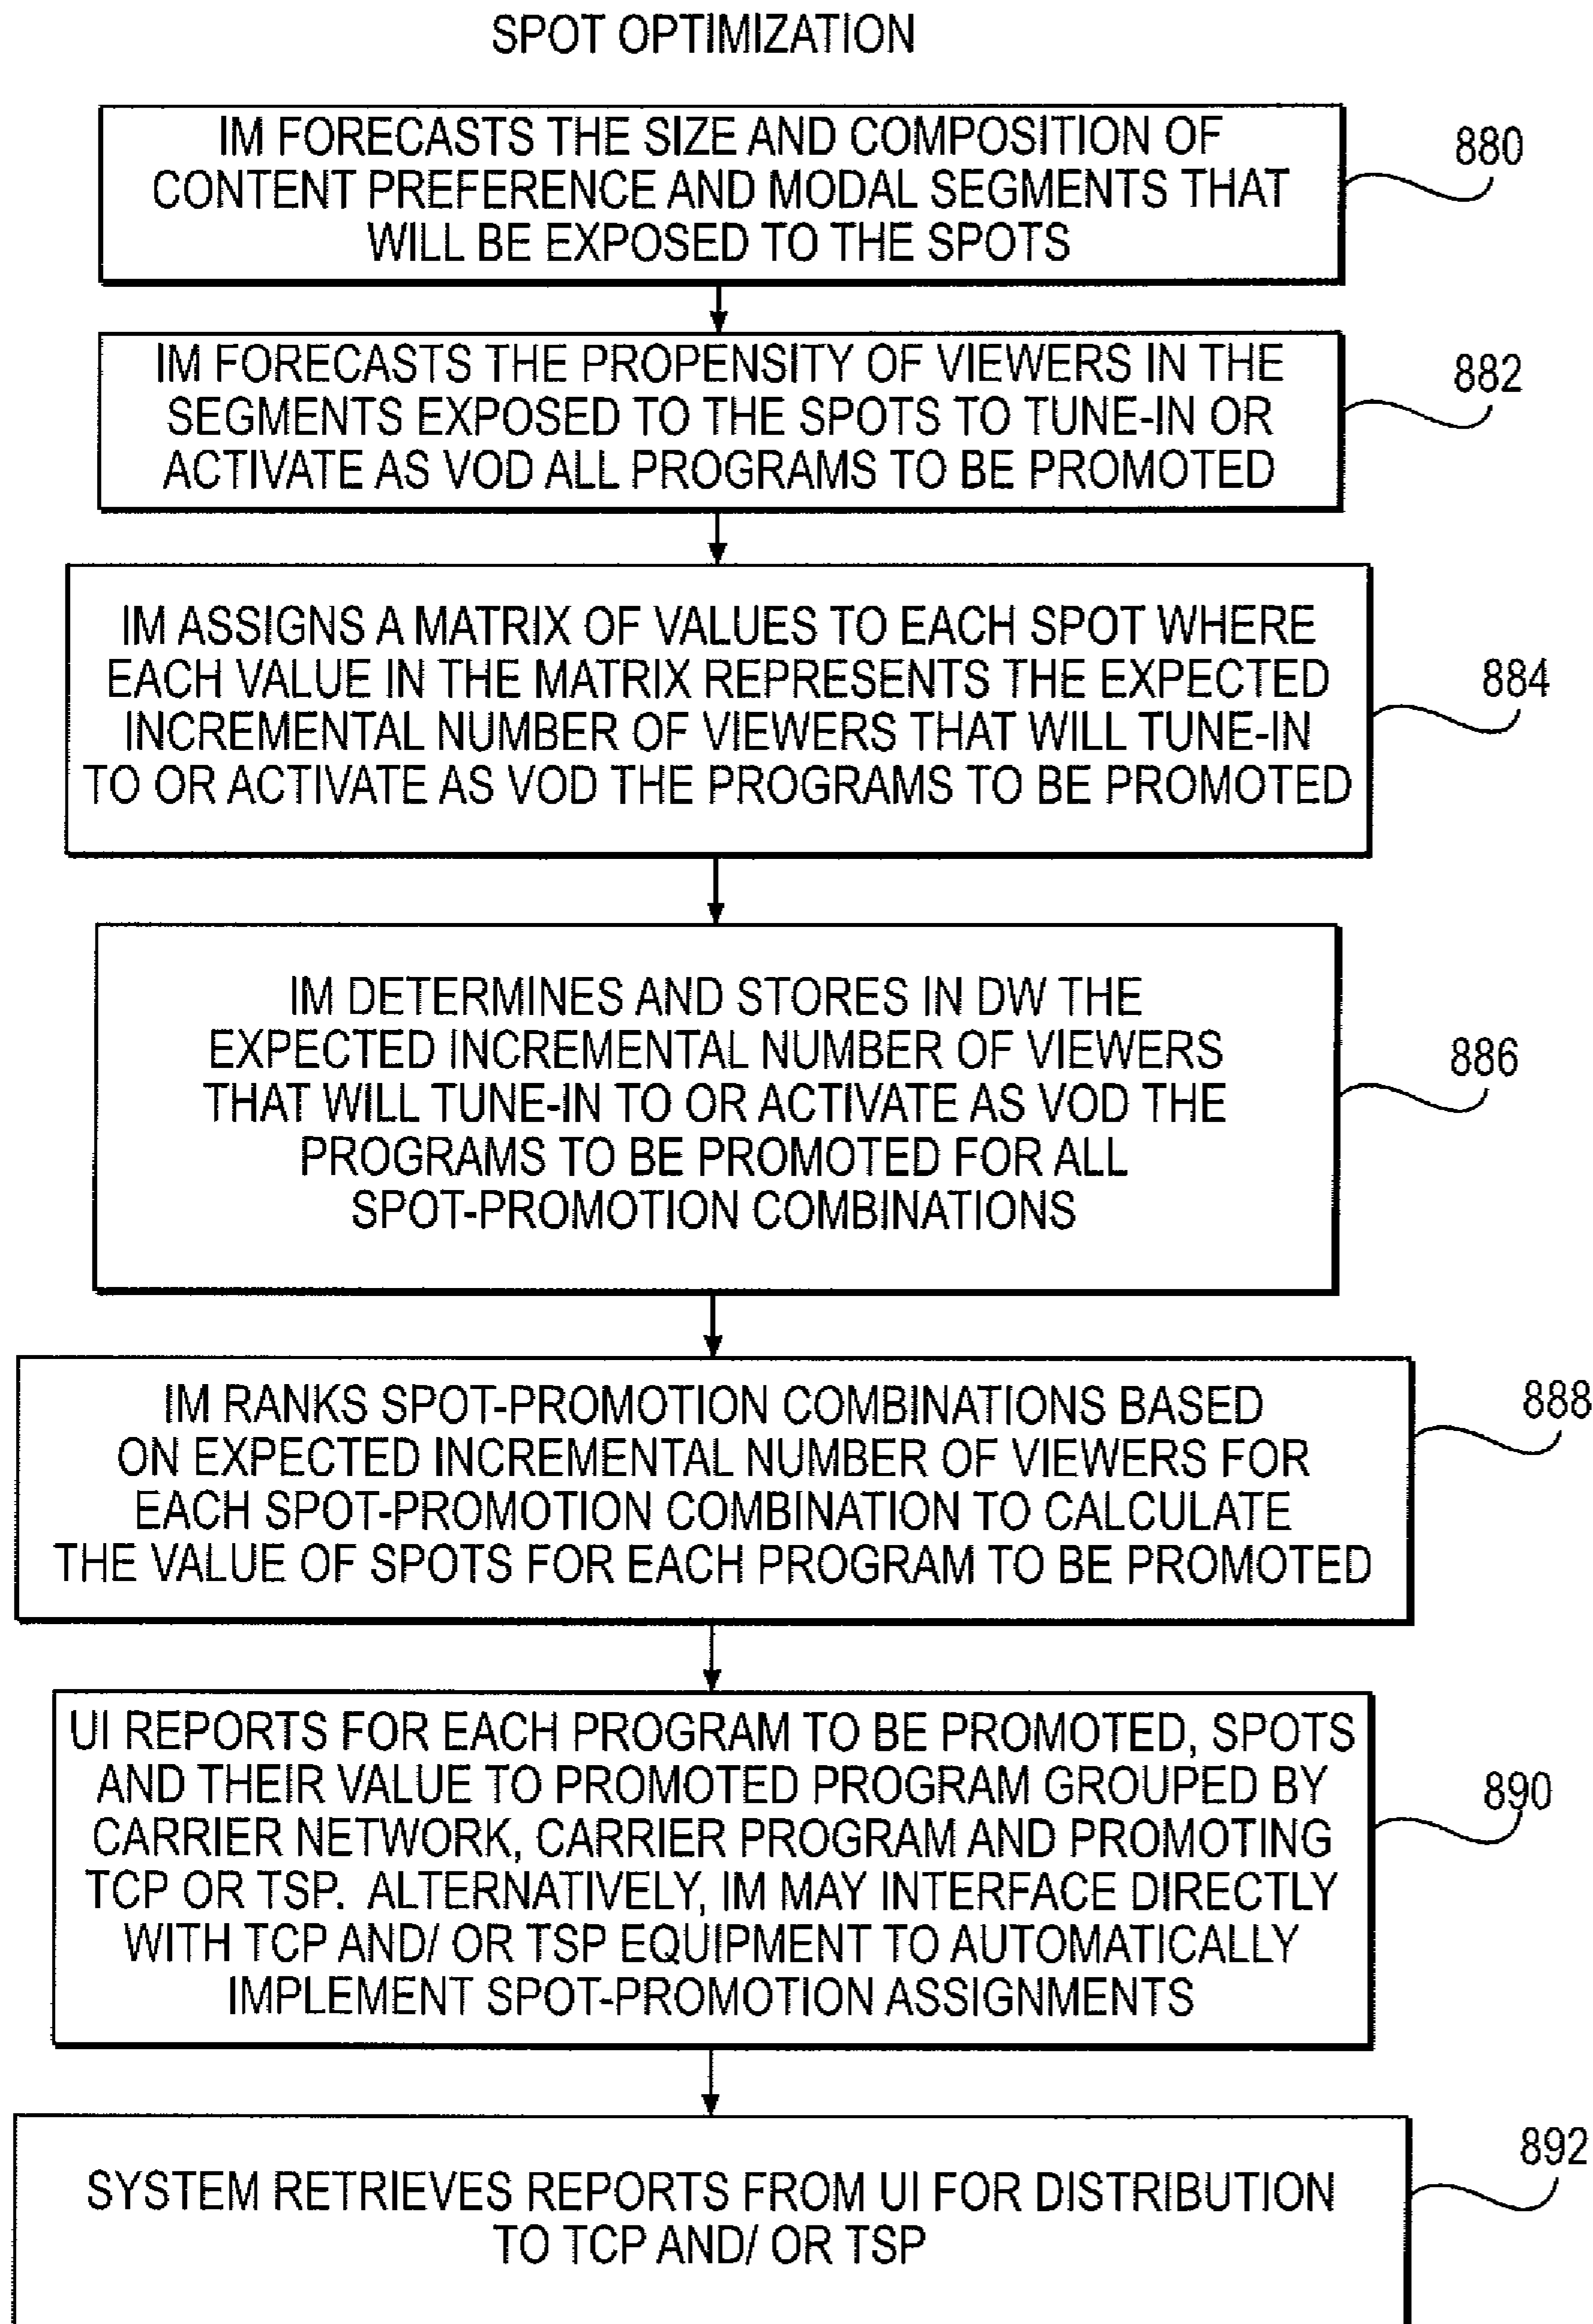 SPOT OPTIMIZATION
IM FORECASTS THE SIZE AND COMPOSITION OF
CONTENT PREFERENCE AND MODAL SEGMENTS THAT
WILL BE EXPOSED TO THE SPOTS
880
IM FORECASTS THE PROPENSITY OF VIEWERS IN THE
SEGMENTS EXPOSED TO THE SPOTS TO TUNE-IN OR
ACTIVATE AS VOD ALL PROGRAMS TO BE PROMOTED
882
IM ASSIGNS A MATRIX OF VALUES TO EACH SPOT WHERE
EACH VALUE IN THE MATRIX REPRESENTS THE EXPECTED
INCREMENTAL NUMBER OF VIEWERS THAT WILL TUNE-IN
TO OR ACTIVATE AS VOD THE PROGRAMS TO BE PROMOTED
884
IM DETERMINES AND STORES IN DW THE
EXPECTED INCREMENTAL NUMBER OF VIEWERS
THAT WILL TUNE-IN TO OR ACTIVATE AS VOD THE
PROGRAMS TO BE PROMOTED FOR ALL
SPOT-PROMOTION COMBINATIONS
886
IM RANKS SPOT-PROMOTION COMBINATIONS BASED
ON EXPECTED INCREMENTAL NUMBER OF VIEWERS FOR
EACH SPOT-PROMOTION COMBINATION TO CALCULATE
THE VALUE OF SPOTS FOR EACH PROGRAM TO BE PROMOTED
888
UI REPORTS FOR EACH PROGRAM TO BE PROMOTED, SPOTS
AND THEIR VALUE TO PROMOTED PROGRAM GROUPED BY
CARRIER NETWORK, CARRIER PROGRAM AND PROMOTING
TCP OR TSP. ALTERNATIVELY, IM MAY INTERFACE DIRECTLY
WITH TCP AND/ OR TSP EQUIPMENT TO AUTOMATICALLY
IMPLEMENT SPOT-PROMOTION ASSIGNMENTS
890
SYSTEM RETRIEVES REPORTS FROM UI FOR DISTRIBUTION
TO TCP AND/ OR TSP
892